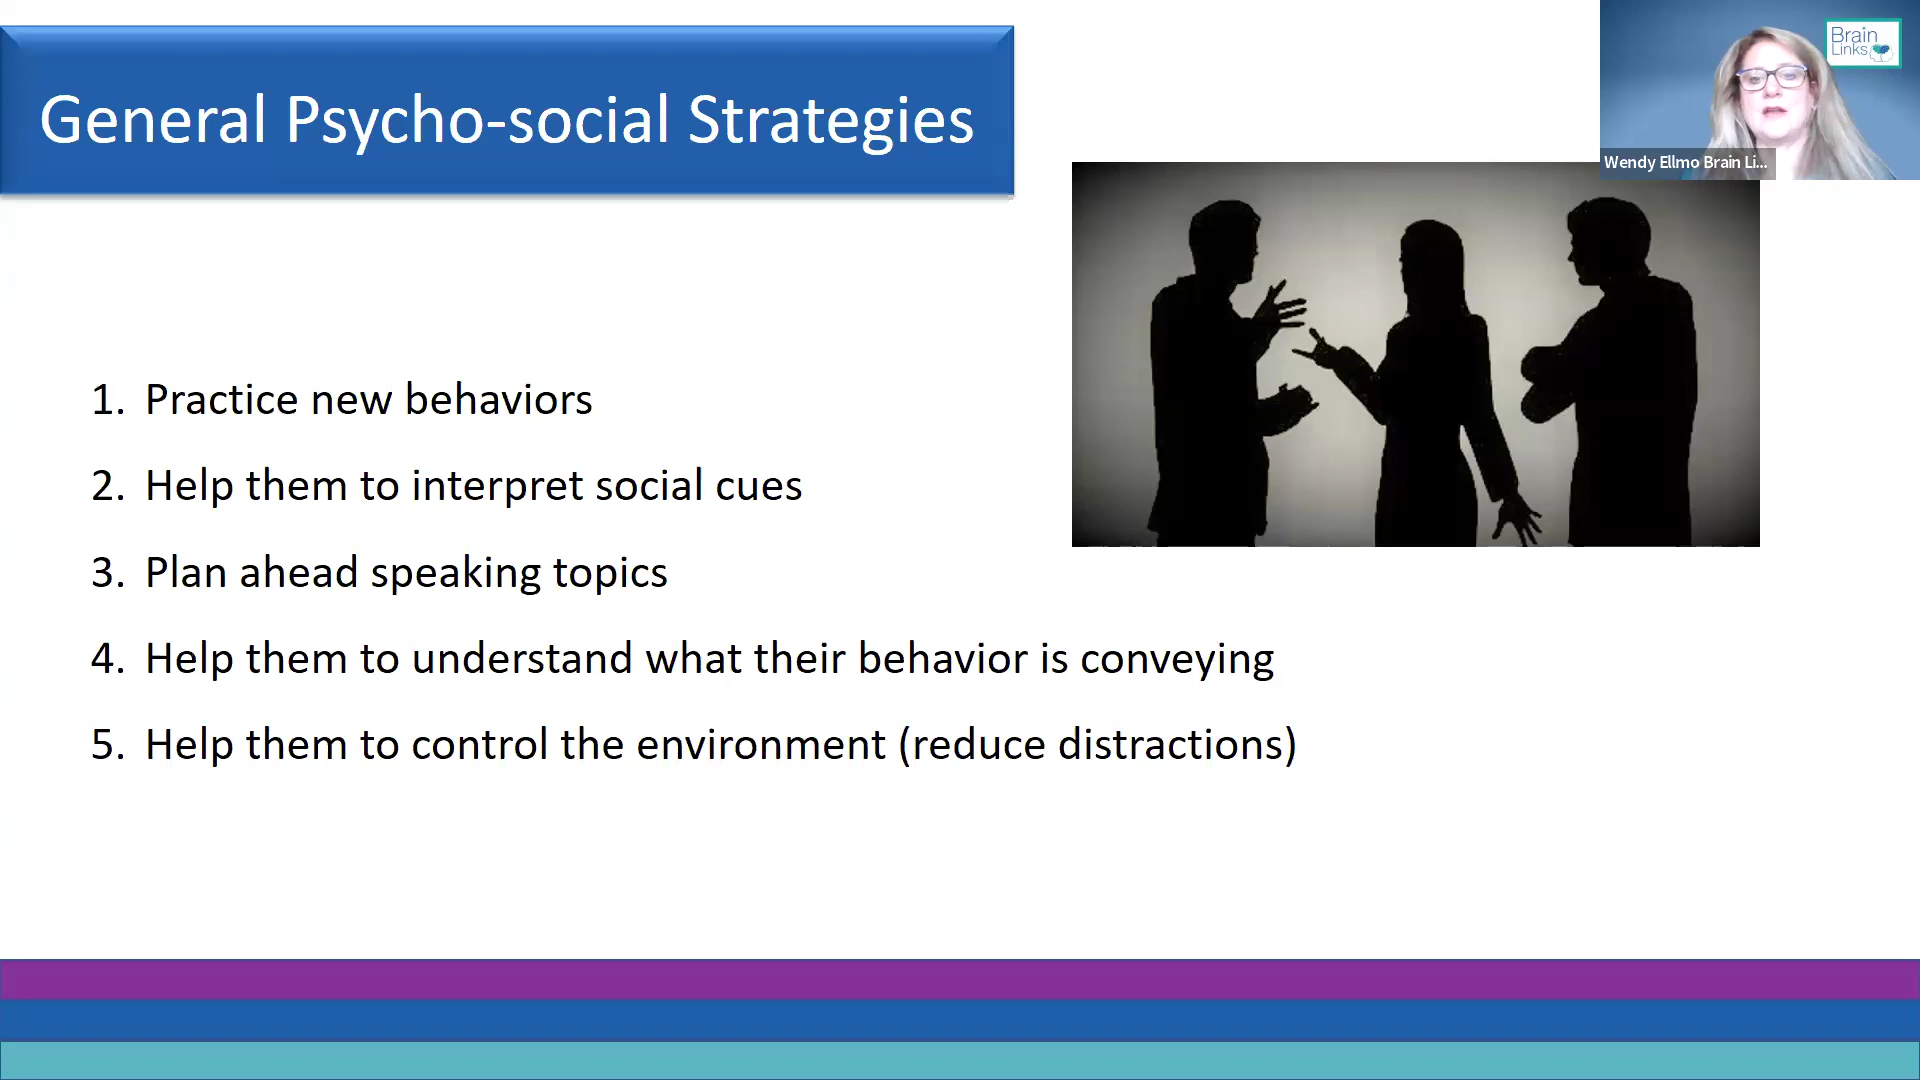 General Psycho-social Strategies
Brain
Links
Wendy Ellmo Brain Li...
1. Practice new behaviors
2. Help them to interpret social cues
3. Plan ahead speaking topics
4. Help them to understand what their behavior is conveying
5. Help them to control the environment (reduce distractions)